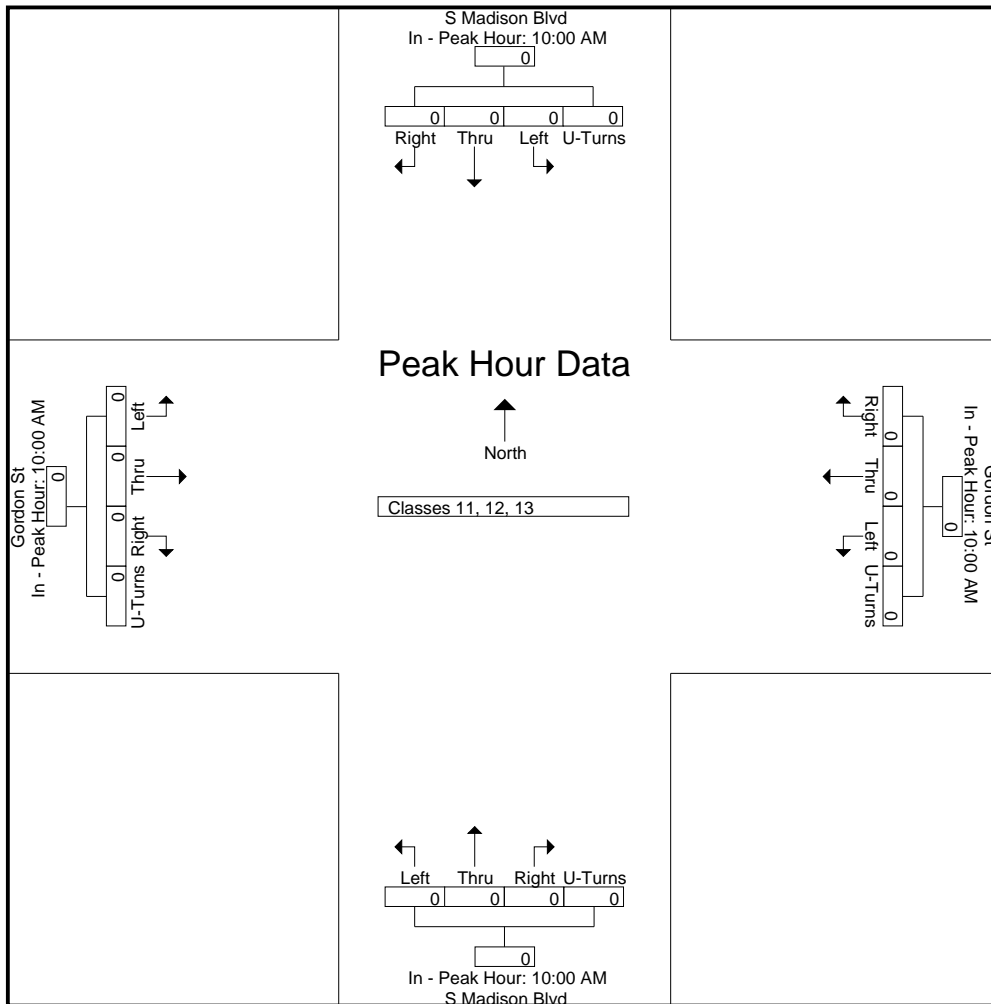 S Madison Blvd
In - Peak Hour: 10:00 AM
0
0 0 0 0
Right Thru Left U-Turns
Peak Hour Data
North
Classes 11, 12, 13
Gordon St
In - Peak Hour: 10:00 AM
0
0 0 0 0
Left Thru Right U-Turns
Gordon St
In - Peak Hour: 10:00 AM
0
0 0 0 0
Right Thru Left U-Turns
Left Thru Right U-Turns
0 0 0 0
0
In - Peak Hour: 10:00 AM
S Madison Blvd